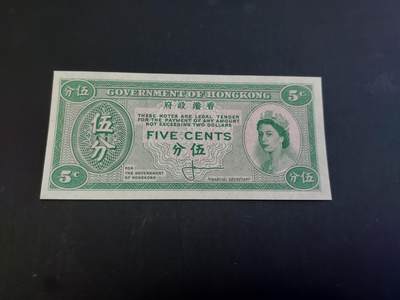 分伍 GOVERNMENT OF HONGKONG 5¢
府政港香
THESE NOTES ARE LEGAL TENDER
FOR THE PAYMENT OF ANY AMOUNT
NOT EXCEEDING TWO DOLLARS
伍分
FIVE CENTS
分伍
FOR
THE GOVERNMENT
OF HONGKONG
FINANCIAL SECRETARY
5¢
分伍